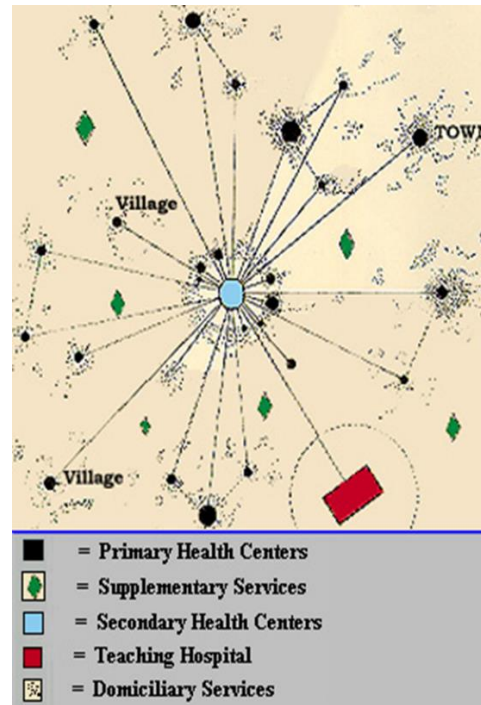 TOWN
Village
Village
= Primary Health Centers
= Supplementary Services
= Secondary Health Centers
= Teaching Hospital
= Domiciliary Services